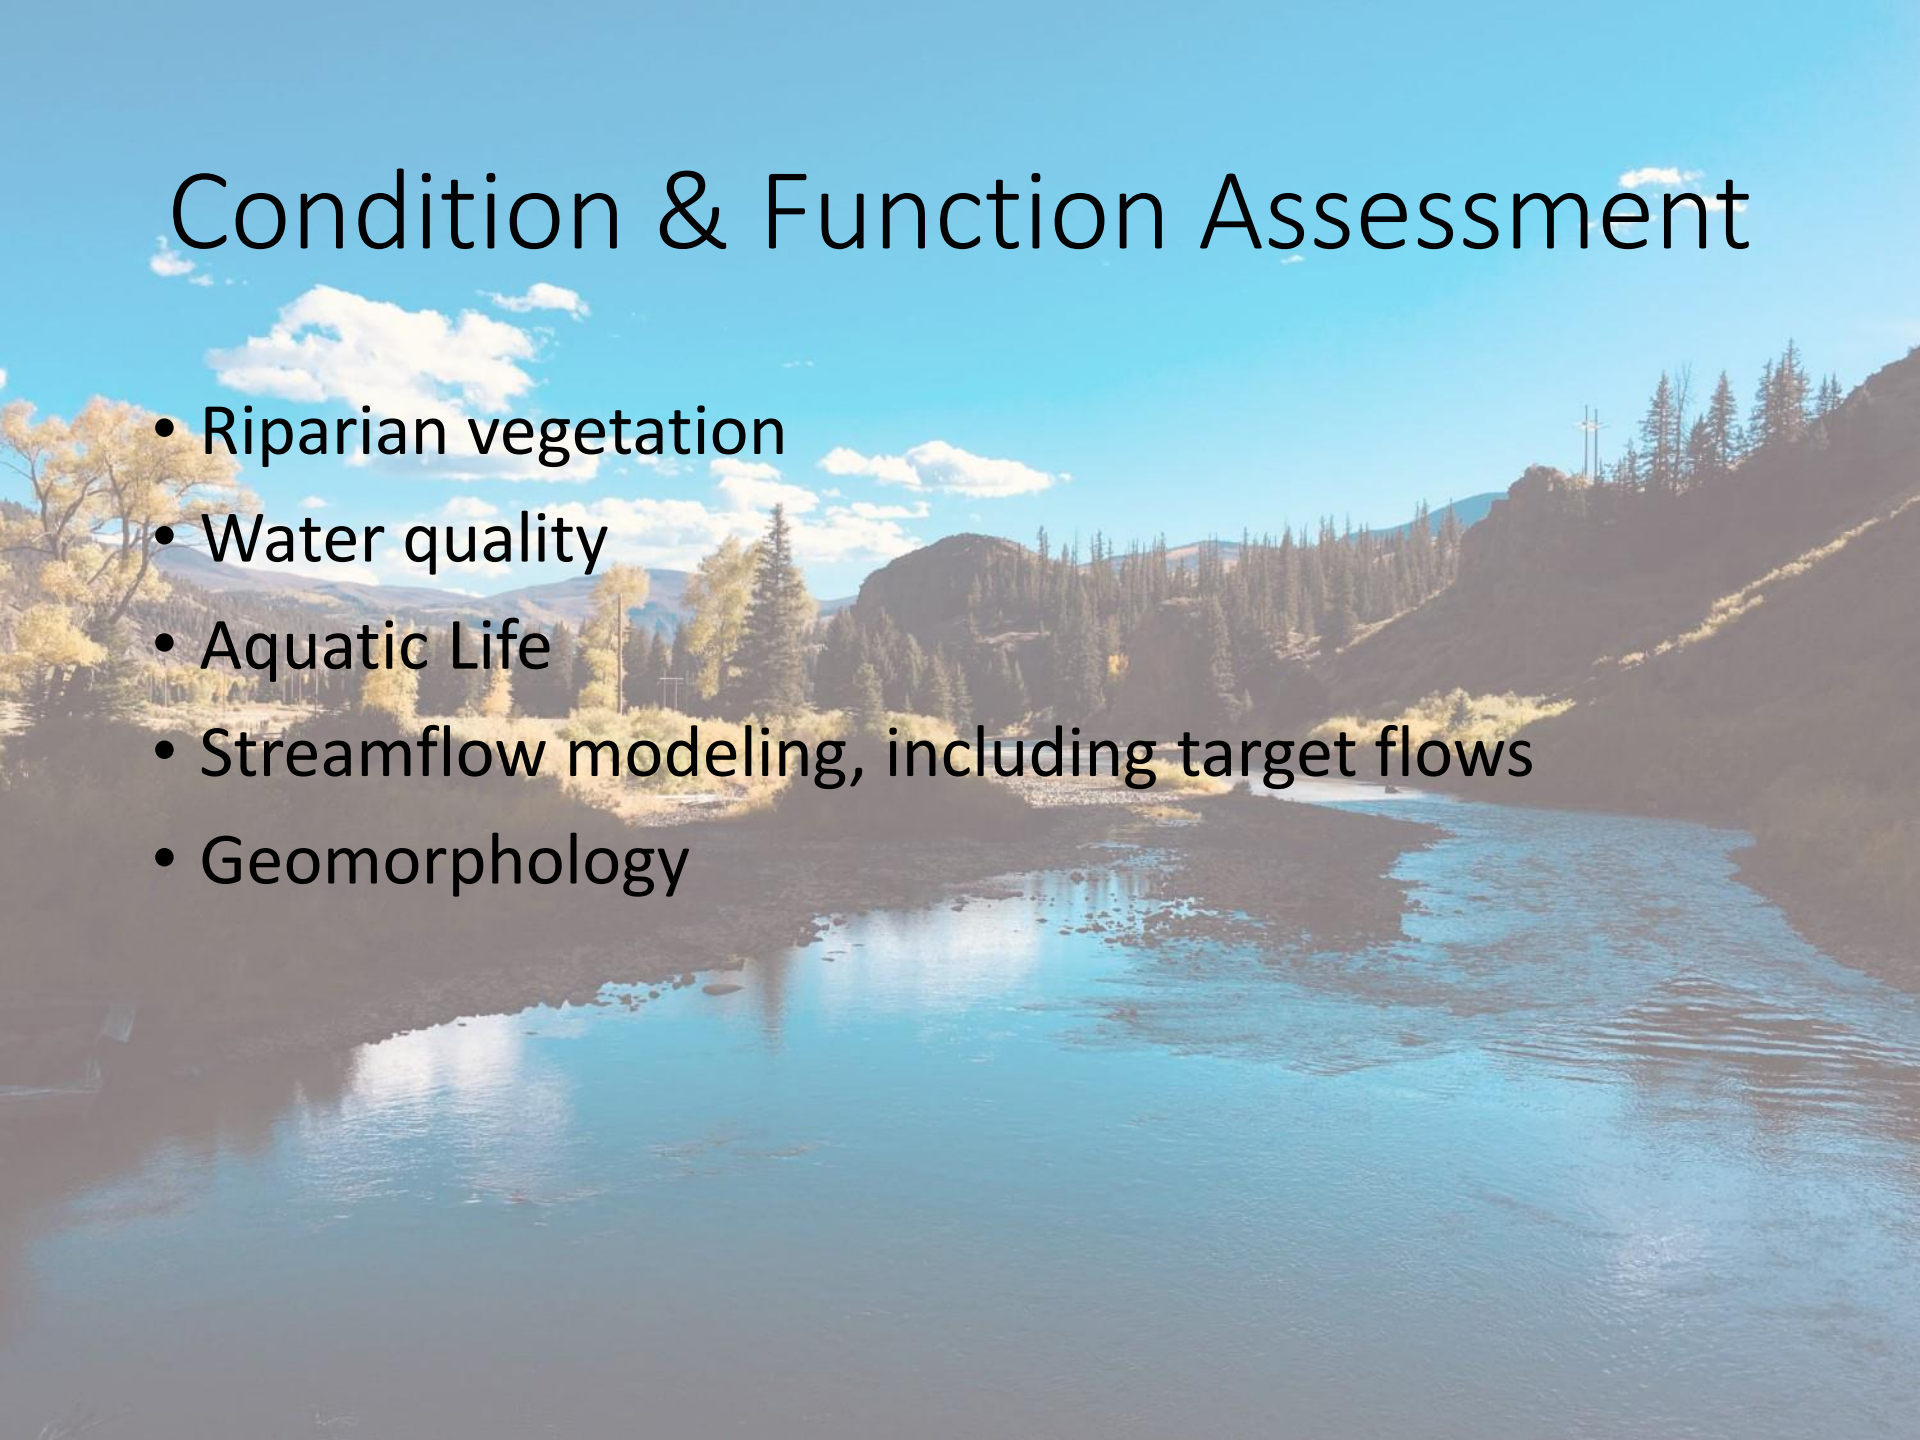 Condition & Function Assessment
• Riparian vegetation
• Water quality
• Aquatic Life
• Streamflow modeling, including target flows
• Geomorphology